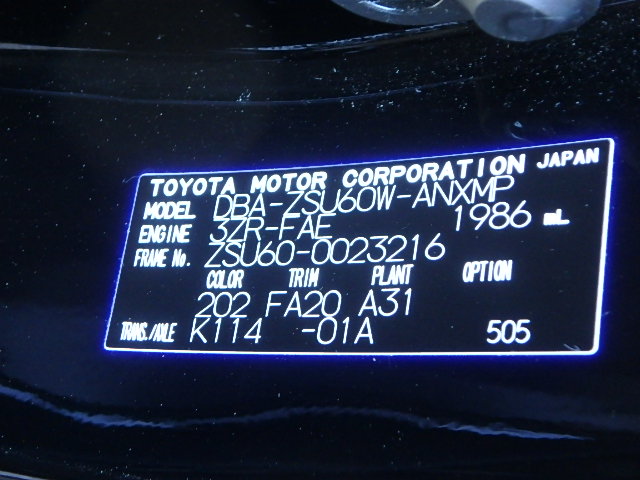 TOYOTA MOTOR CORPORATION JAPAN
MODEL DBA-ZSU60W-ANXMP
ENGINE 3ZR-FAE 1986 mL
FRAME No. ZSU60-0023216
COLOR TRIM PLANT OPTION
202 FA20 A31
TRANS./AXLE K114 -01A 505